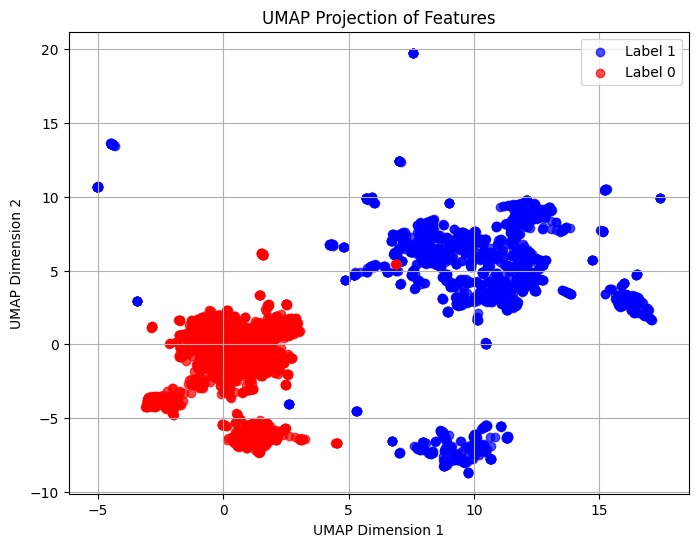 UMAP Projection of Features
Label 1
Label 0
UMAP Dimension 2
20
15
10
5
0
−5
−10
−5
0
5
10
15
UMAP Dimension 1